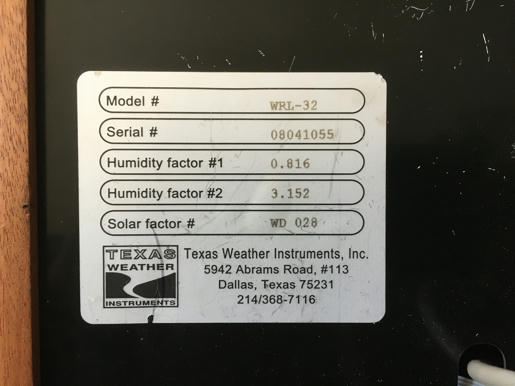 Model # WRL-32
Serial # 08041055
Humidity factor #1 0.816
Humidity factor #2 3.152
Solar factor # WD 028
TEXAS WEATHER INSTRUMENTS
Texas Weather Instruments, Inc.
5942 Abrams Road, #113
Dallas, Texas 75231
214/368-7116